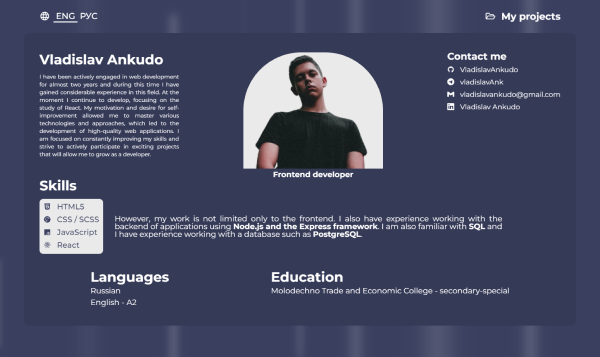 ENG РУС
My projects
Vladislav Ankudo
I have been actively engaged in web development
for almost two years and during this time I have
gained considerable experience in this field. At the
moment I continue to develop, focusing on the
study of React. My motivation and desire for self-
improvement allowed me to master various
technologies and approaches, which led to the
development of high-quality web applications. I
am focused on constantly improving my skills and
strive to actively participate in exciting projects
that will allow me to grow as a developer.
Frontend developer
Contact me
VladislavAnkudo
vladislavAnk
vladislavankudo@gmail.com
Vladislav Ankudo
Skills
HTML5
CSS / SCSS
JavaScript
React
However, my work is not limited only to the frontend. I also have experience working with the
backend of applications using Node.js and the Express framework. I am also familiar with SQL and
I have experience working with a database such as PostgreSQL.
Languages
Russian
English - A2
Education
Molodechno Trade and Economic College - secondary-special